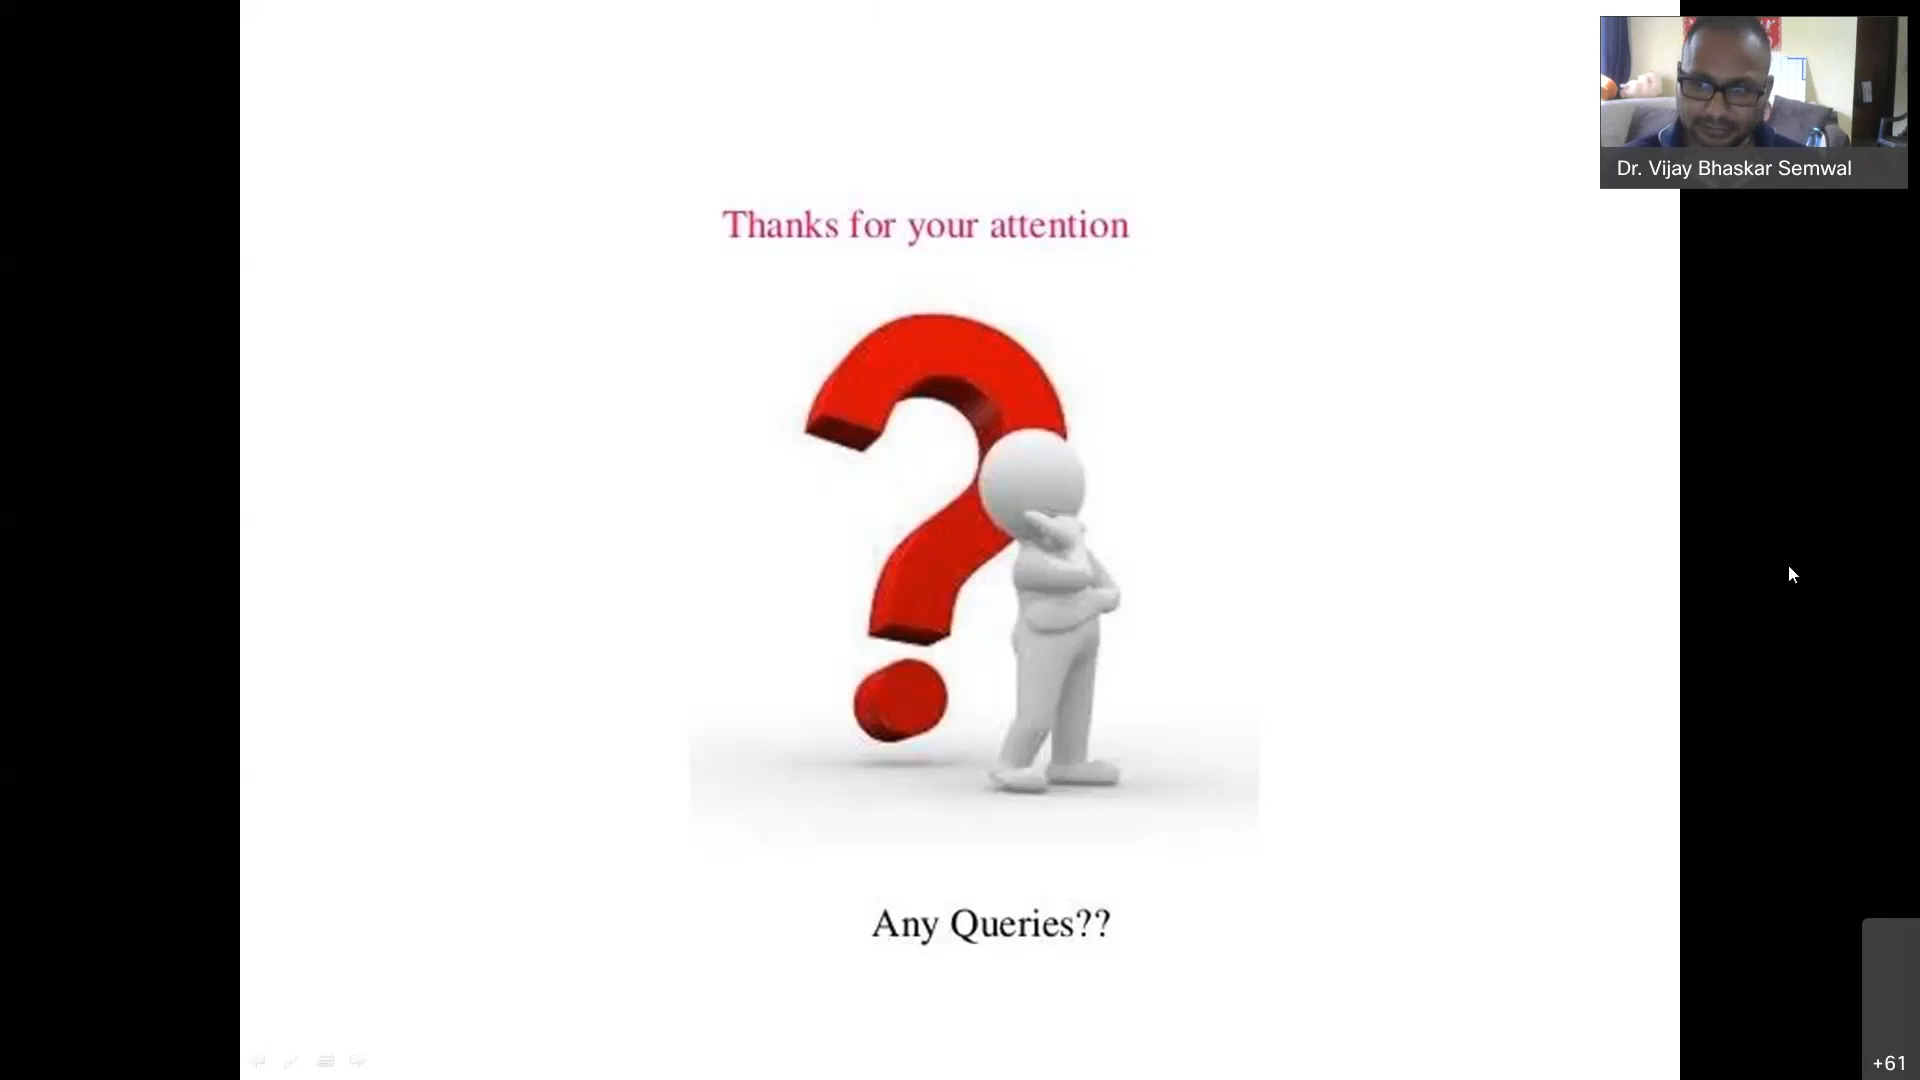 Dr. Vijay Bhaskar Semwal
Thanks for your attention
Any Queries??
+61